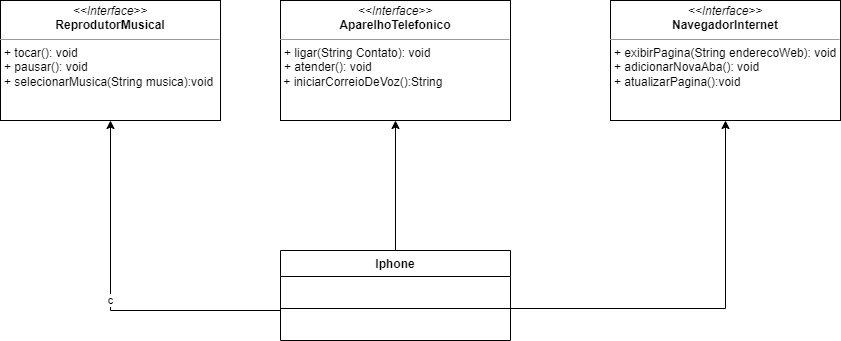 <<Interface>>
ReprodutorMusical
+ tocar(): void
+ pausar(): void
+ selecionarMusica(String musica):void
<<Interface>>
AparelhoTelefonico
+ ligar(String Contato): void
+ atender(): void
+ iniciarCorreioDeVoz():String
<<Interface>>
NavegadorInternet
+ exibirPagina(String enderecoWeb): void
+ adicionarNovaAba(): void
+ atualizarPagina():void
Iphone
c